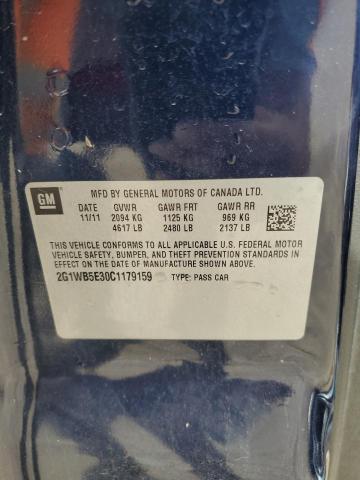 GM
MFD BY GENERAL MOTORS OF CANADA LTD.
11/11 GVWR GAWR FRT GAWR RR
2094 KG 1125 KG 969 KG
4617 LB 2480 LB 2137 LB
THIS VEHICLE CONFORMS TO ALL APPLICABLE U.S. FEDERAL MOTOR
VEHICLE SAFETY, BUMPER, AND THEFT PREVENTION STANDARDS
IN EFFECT ON THE DATE OF MANUFACTURE SHOWN ABOVE.
2G1WB5E30C1179159 TYPE: PASS CAR